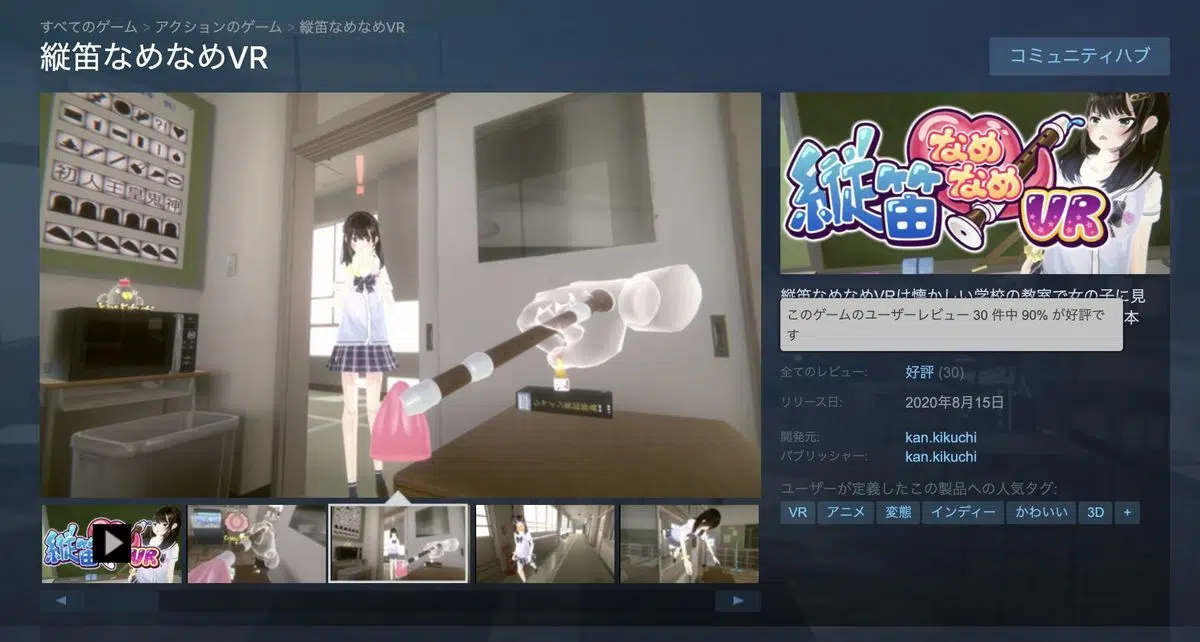 すべてのゲーム > アクションのゲーム > 縦笛なめなめVR
縦笛なめなめVR
コミュニティハブ
?!
初人王皇鬼神
縦笛
なめ
なめ
VR
縦笛なめなめVRは懐かしい学校の教室で女の子に見
本
このゲームのユーザーレビュー 30 件中 90% が好評で
す
全てのレビュー: 好評 (30)
リリース日: 2020年8月15日
開発元: kan.kikuchi
パブリッシャー: kan.kikuchi
ユーザーが定義したこの製品への人気タグ:
VR アニメ 変態 インディー かわいい 3D +